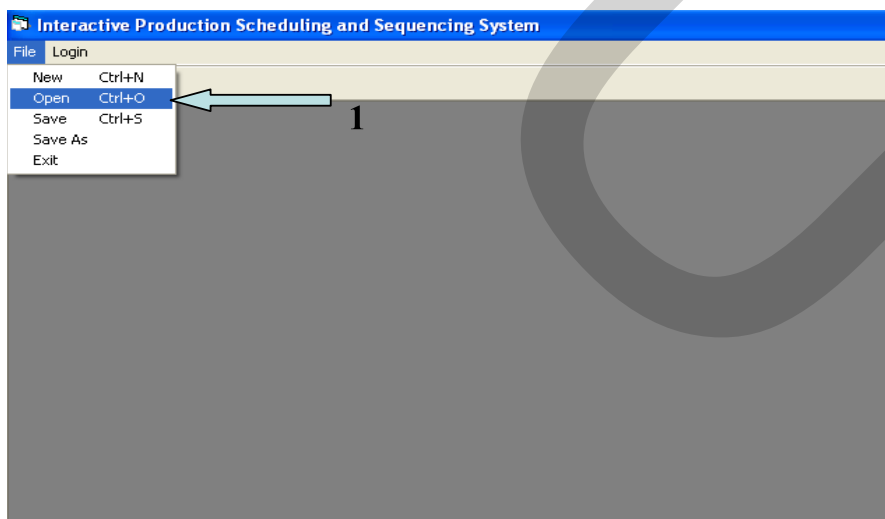 Interactive Production Scheduling and Sequencing System
File Login
New Ctrl+N
Open Ctrl+O
Save Ctrl+S
Save As
Exit
1